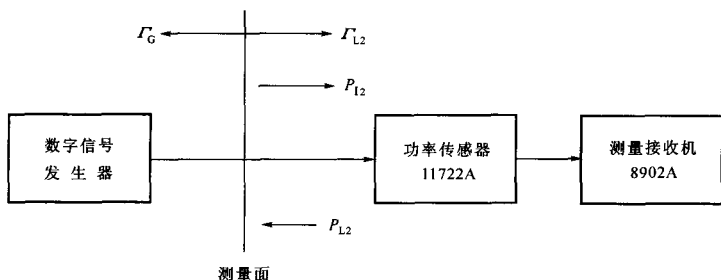 Γ_G Γ_L2
P_I2
数字信号
发 生 器
功率传感器
11722A
测量接收机
8902A
P_L2
测量面